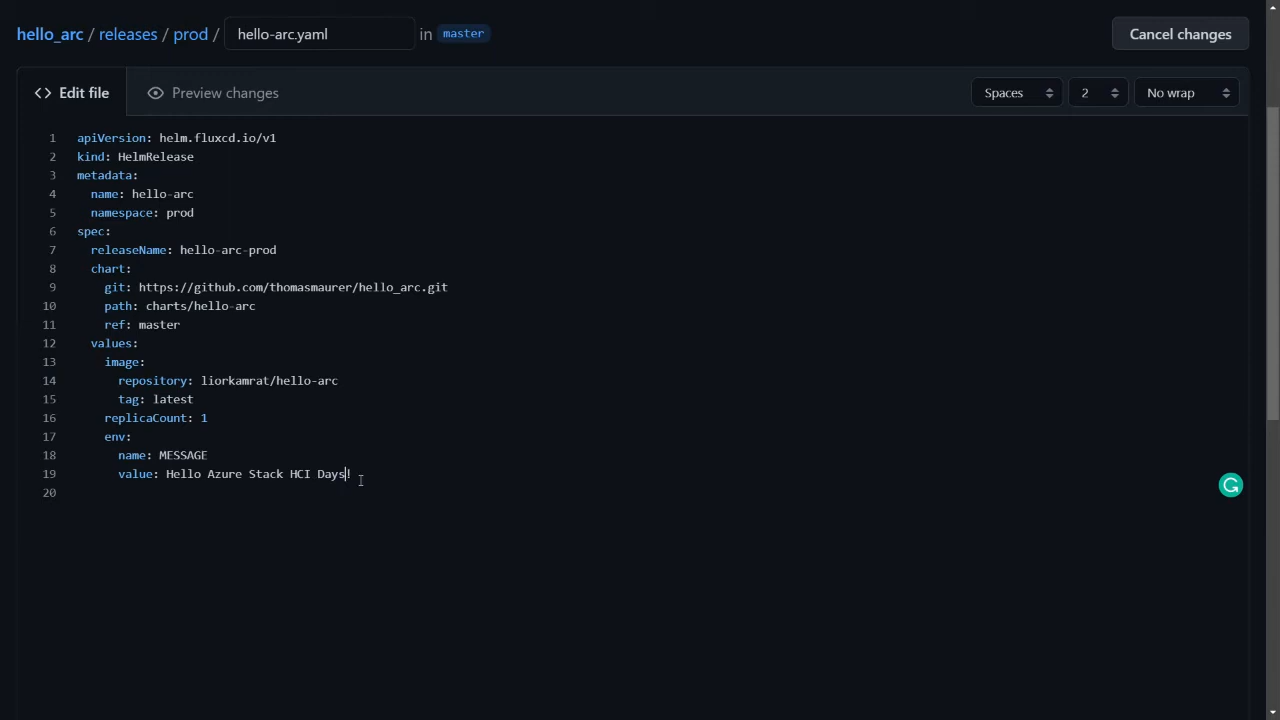 hello_arc / releases / prod / hello-arc.yaml in master Cancel changes
<> Edit file Preview changes Spaces 2 No wrap
1 apiVersion: helm.fluxcd.io/v1
2 kind: HelmRelease
3 metadata:
4 name: hello-arc
5 namespace: prod
6 spec:
7 releaseName: hello-arc-prod
8 chart:
9 git: https://github.com/thomasmaurer/hello_arc.git
10 path: charts/hello-arc
11 ref: master
12 values:
13 image:
14 repository: liorkamrat/hello-arc
15 tag: latest
16 replicaCount: 1
17 env:
18 name: MESSAGE
19 value: Hello Azure Stack HCI Days!
20